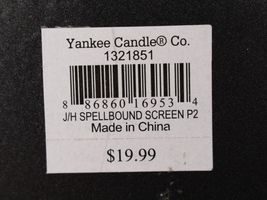 Yankee Candle® Co.
1321851
8 86860 16953 4
J/H SPELLBOUND SCREEN P2
Made in China
$19.99